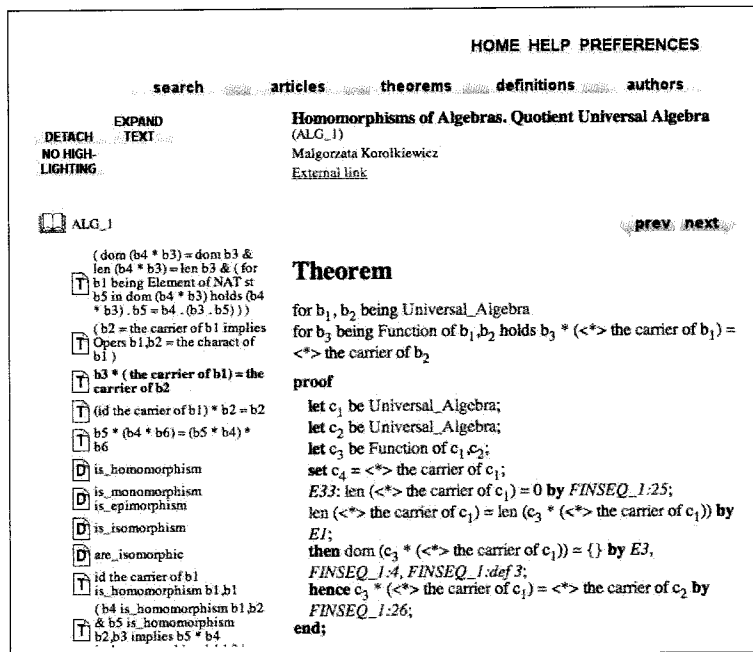 HOME HELP PREFERENCES
search articles theorems definitions authors
EXPAND
DETACH TEXT
NO HIGH-
LIGHTING
Homomorphisms of Algebras. Quotient Universal Algebra
(ALG_1)
Malgorzata Korolkiewicz
External link
ALG_1
prev next
( dom (b4 * b3) = dom b3 &
len (b4 * b3) = len b3 & ( for
b1 being Element of NAT st
b5 in dom (b4 * b3) holds (b4
* b3) . b5 = b4 . (b3 . b5) ) )
T
( b2 = the carrier of b1 implies
Opers b1,b2 = the charact of
b1 )
T
b3 * ( the carrier of b1) = the
carrier of b2
T
T (id the carrier of b1) * b2 = b2
b5 * (b4 * b6) = (b5 * b4) *
b6
T
D is_homomorphism
D is_monomorphism
is_epimorphism
D is_isomorphism
D are_isomorphic
T id the carrier of b1
is_homomorphism b1,b1
( b4 is_homomorphism b1,b2
& b5 is_homomorphism
b2,b3 implies b5 * b4
T
Theorem
for b1, b2 being Universal_Algebra
for b3 being Function of b1,b2 holds b3 * (<*> the carrier of b1) =
<*> the carrier of b2
proof
let c1 be Universal_Algebra;
let c2 be Universal_Algebra;
let c3 be Function of c1,c2;
set c4 = <*> the carrier of c1;
E33: len (<*> the carrier of c1) = 0 by FINSEQ_1:25;
len (<*> the carrier of c1) = len (c3 * (<*> the carrier of c1)) by
E1;
then dom (c3 * (<*> the carrier of c1)) = {} by E3,
FINSEQ_1:4, FINSEQ_1:def 3;
hence c3 * (<*> the carrier of c1) = <*> the carrier of c2 by
FINSEQ_1:26;
end;